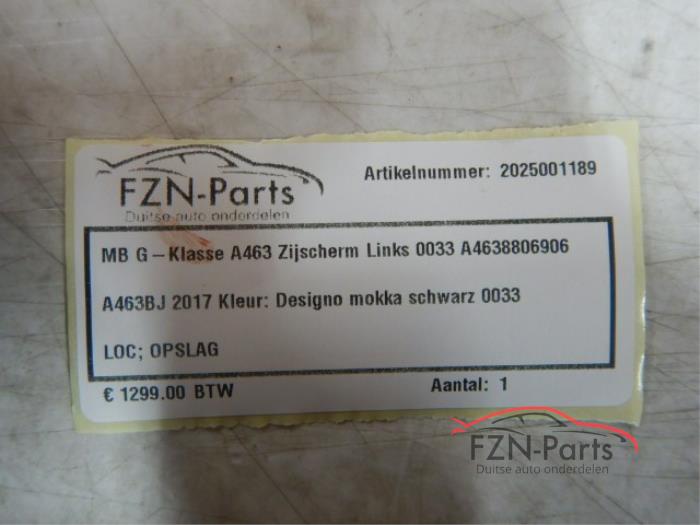 FZN-Parts
Duitse auto onderdelen
Artikelnummer: 2025001189
MB G-Klasse A463 Zijscherm Links 0033 A4638806906
A463BJ 2017 Kleur: Designo mokka schwarz 0033
LOC; OPSLAG
€ 1299.00 BTW
Aantal: 1
FZN-Parts
Duitse auto onderdelen